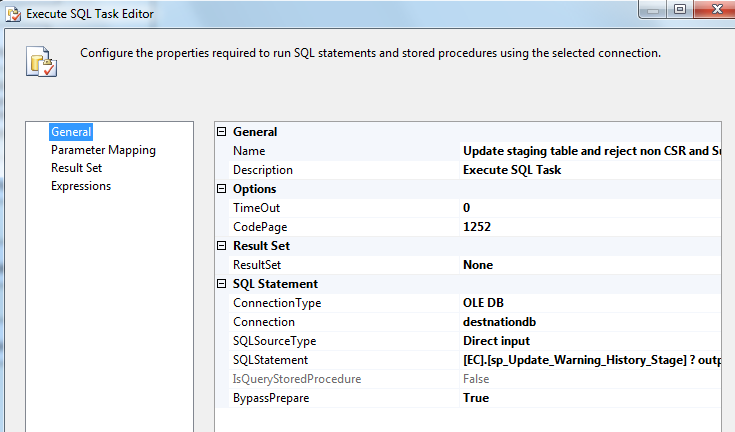 Execute SQL Task Editor
Configure the properties required to run SQL statements and stored procedures using the selected connection.
General
Parameter Mapping
Result Set
Expressions
General
Name Update staging table and reject non CSR and
Description Execute SQL Task
Options
TimeOut 0
CodePage 1252
Result Set
ResultSet None
SQL Statement
ConnectionType OLE DB
Connection destnationdb
SQLSourceType Direct input
SQLStatement [EC].[sp_Update_Warning_History_Stage] ? outp
IsQueryStoredProcedure False
BypassPrepare True